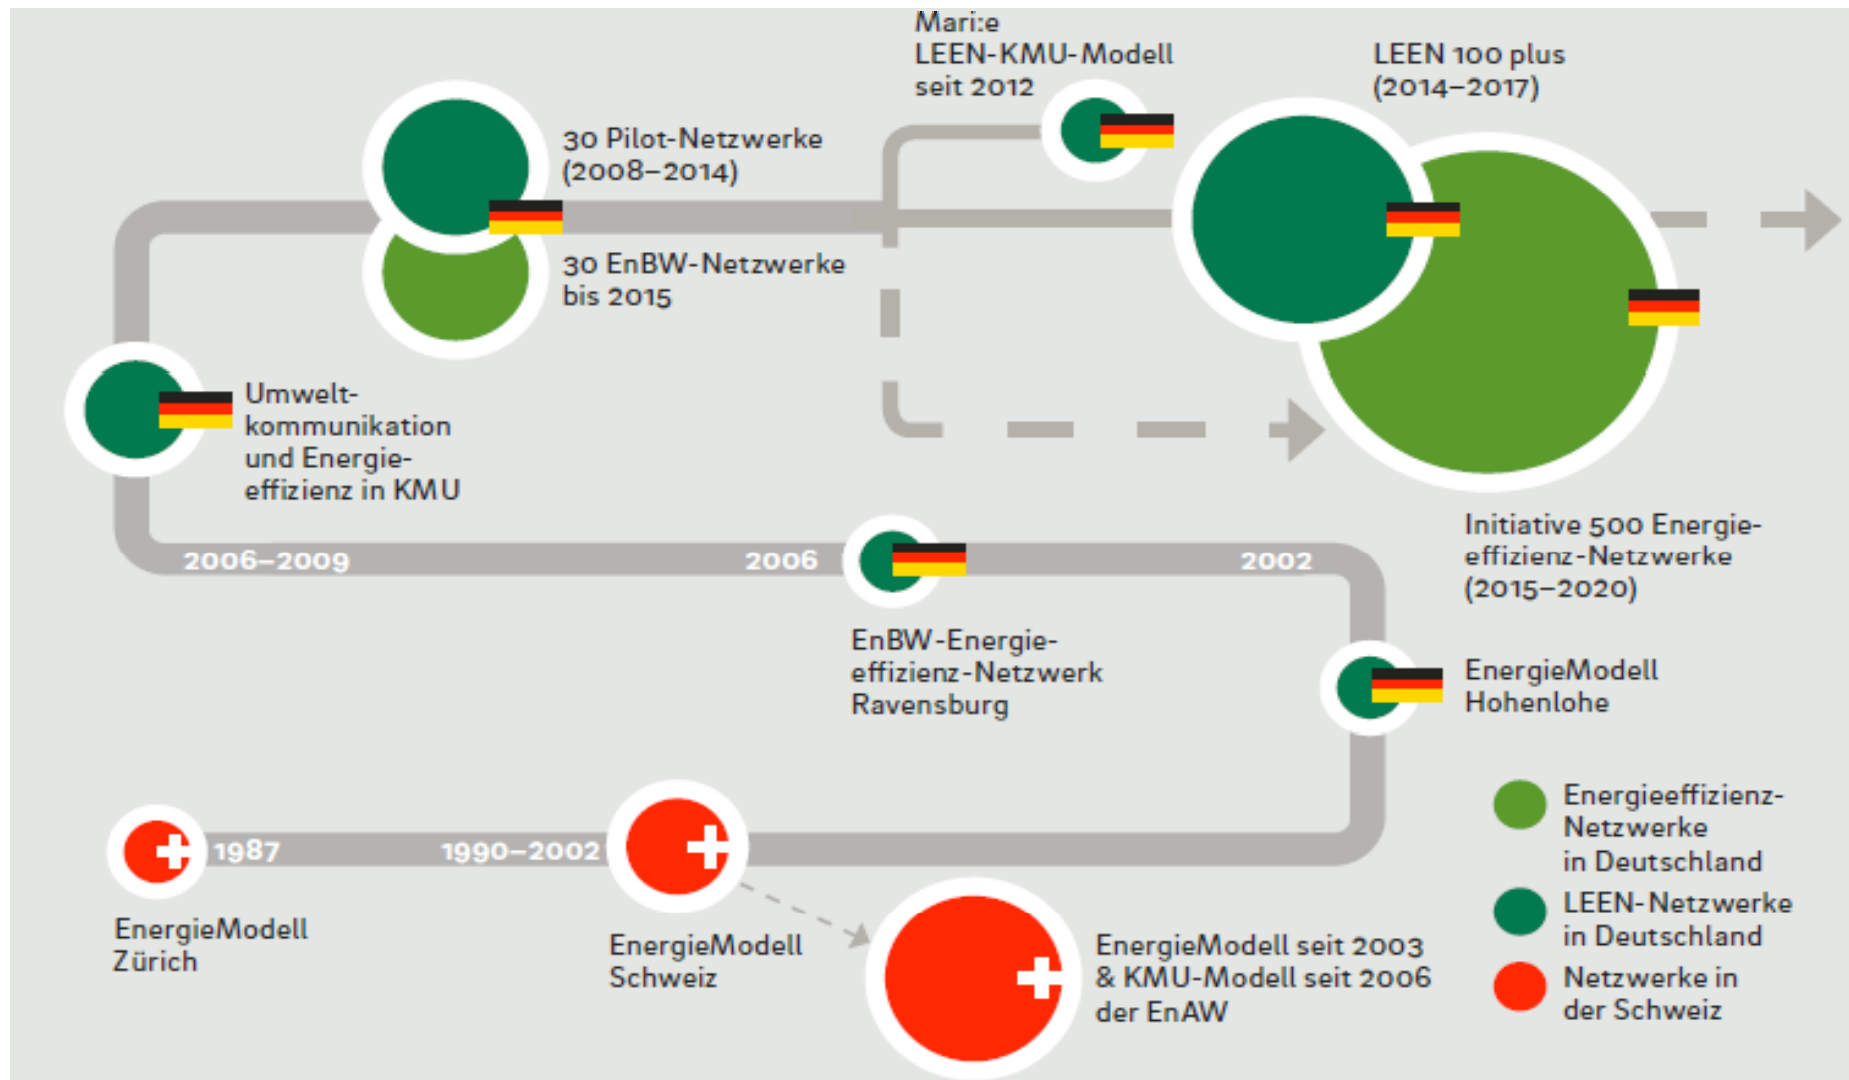 Mari:e
LEEN-KMU-Modell
seit 2012
LEEN 100 plus
(2014–2017)
30 Pilot-Netzwerke
(2008–2014)
30 EnBW-Netzwerke
bis 2015
Umwelt-
kommunikation
und Energie-
effizienz in KMU
2006–2009
2006
2002
Initiative 500 Energie-
effizienz-Netzwerke
(2015–2020)
EnBW-Energie-
effizienz-Netzwerk
Ravensburg
EnergieModell
Hohenlohe
1987
1990–2002
EnergieModell
Zürich
EnergieModell
Schweiz
EnergieModell seit 2003
& KMU-Modell seit 2006
der EnAW
Energieeffizienz-
Netzwerke
in Deutschland
LEEN-Netzwerke
in Deutschland
Netzwerke in
der Schweiz